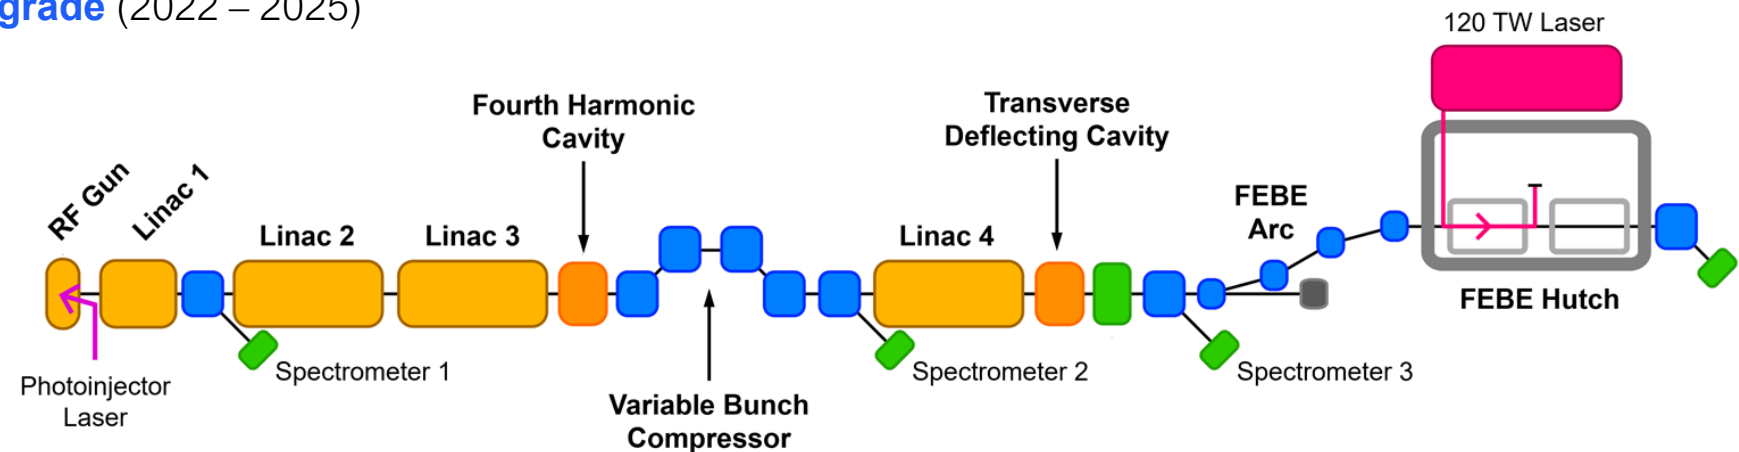 grade (2022 – 2025)
120 TW Laser
Fourth Harmonic
Cavity
Transverse
Deflecting Cavity
RF Gun
Linac 1
Linac 2
Linac 3
Linac 4
FEBE
Arc
FEBE Hutch
Spectrometer 1
Spectrometer 2
Spectrometer 3
Photoinjector
Laser
Variable Bunch
Compressor